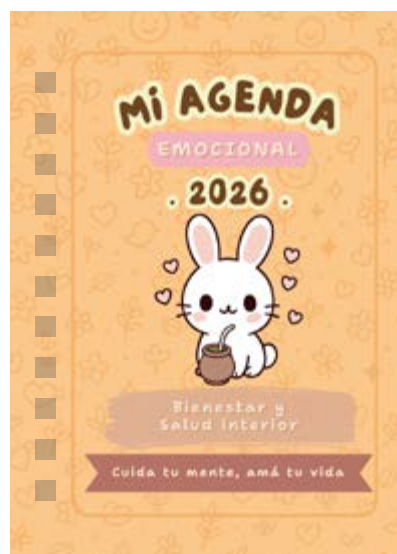 Mi AGENDA
EMOCIONAL
. 2026 .
Bienestar y
Salud interior
Cuida tu mente, amá tu vida